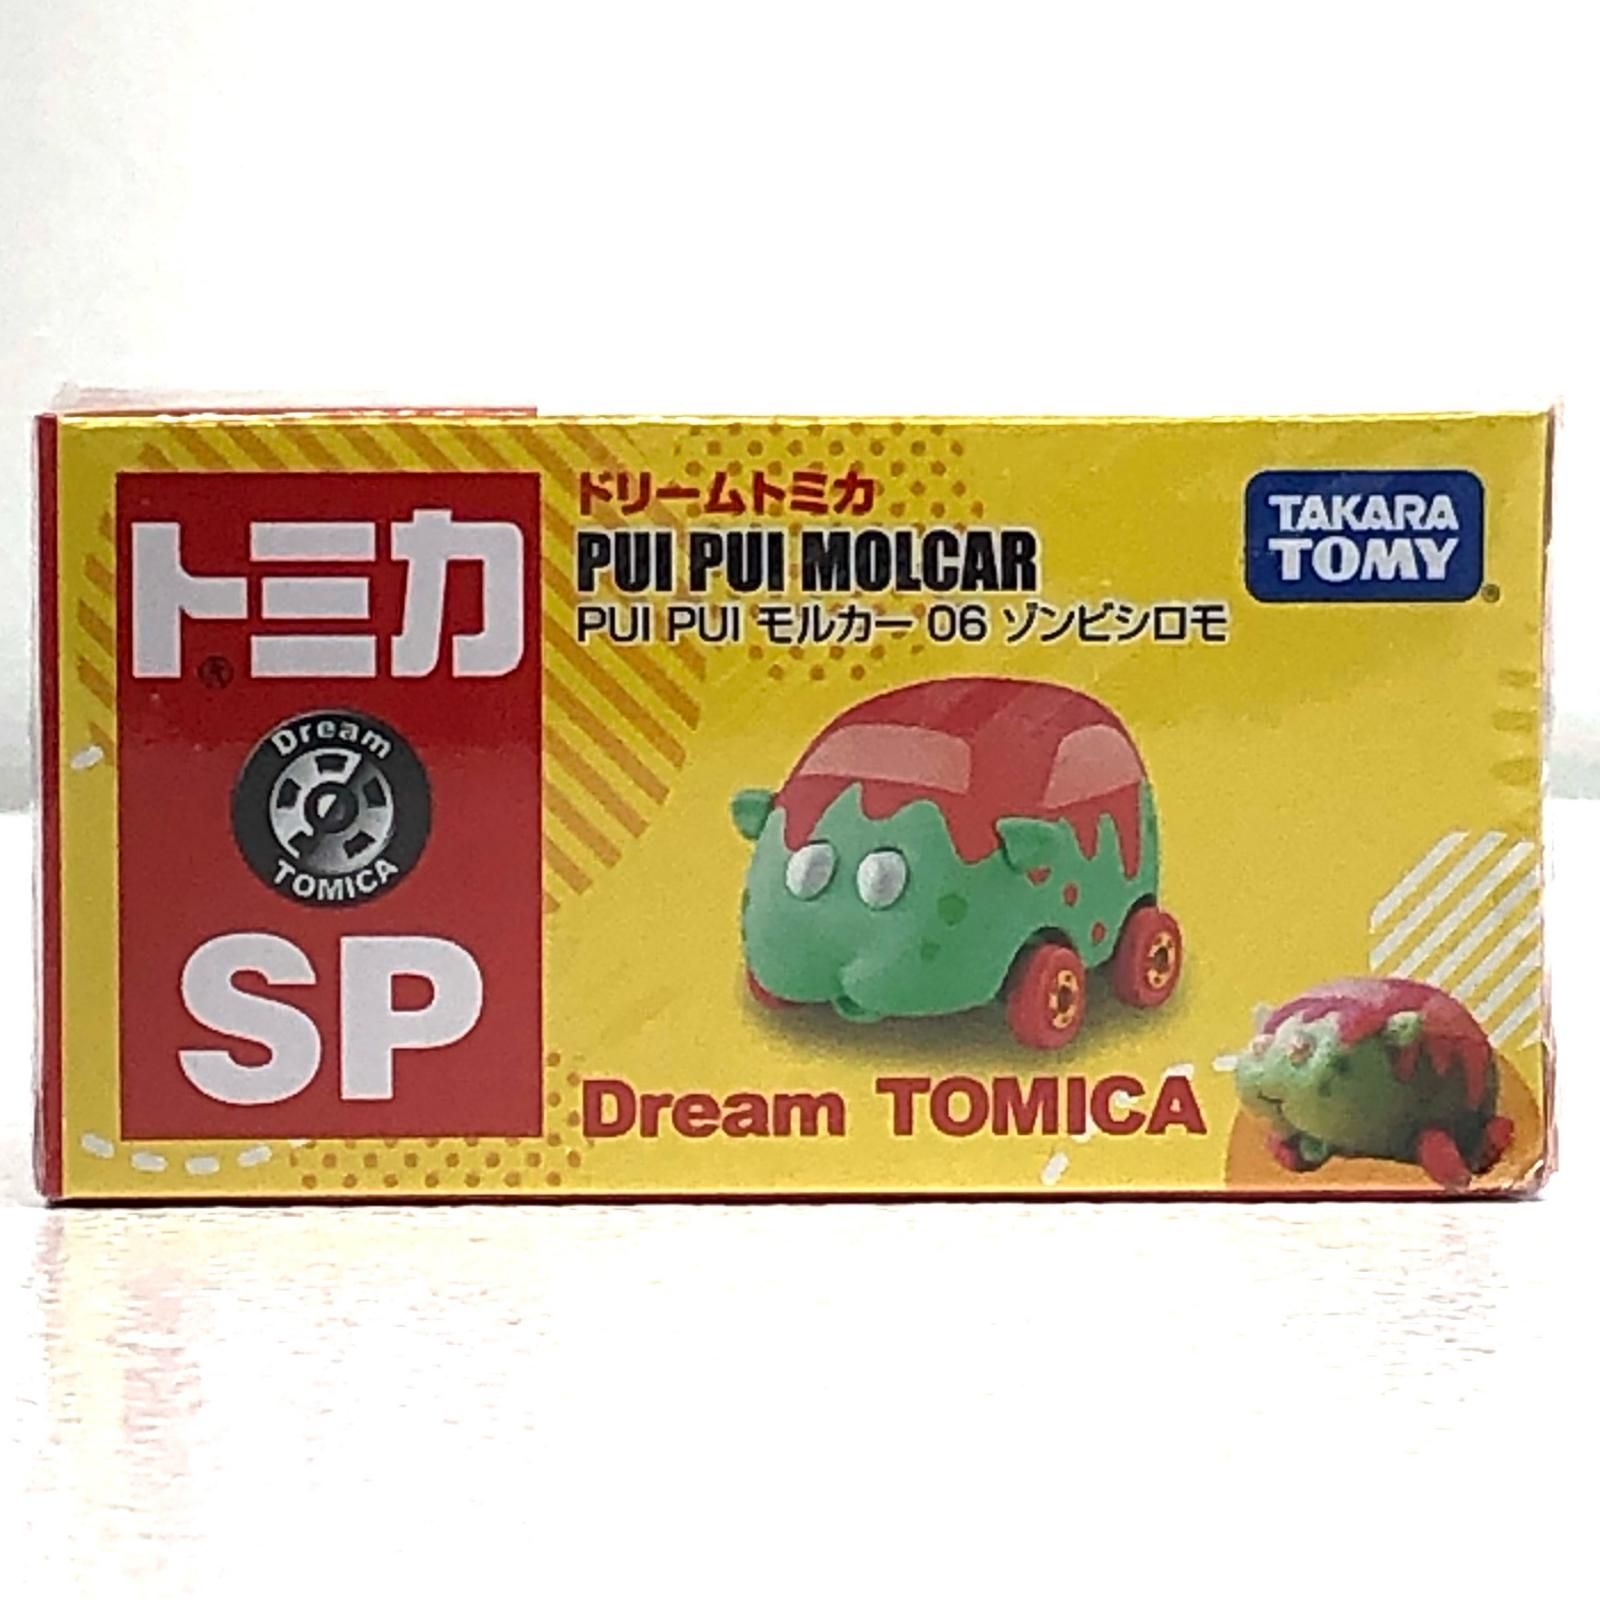 トミカ
®
Dream
TOMICA
SP
ドリームトミカ
PUI PUI MOLCAR
PUI PUI モルカー 06 ゾンビシロモ
TAKARA
TOMY®
Dream TOMICA